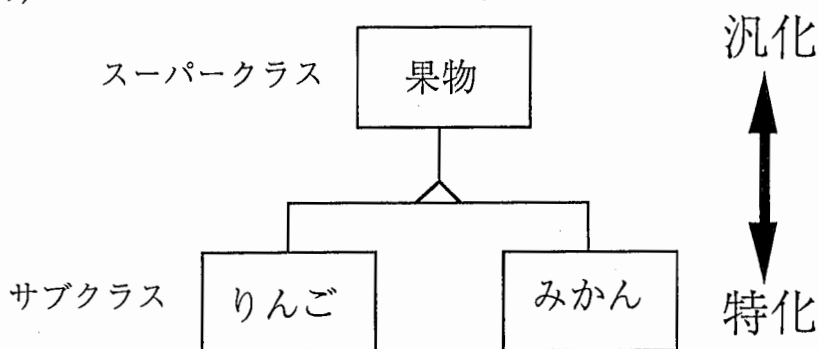 汎化
スーパークラス
果物
サブクラス
りんご
みかん
特化